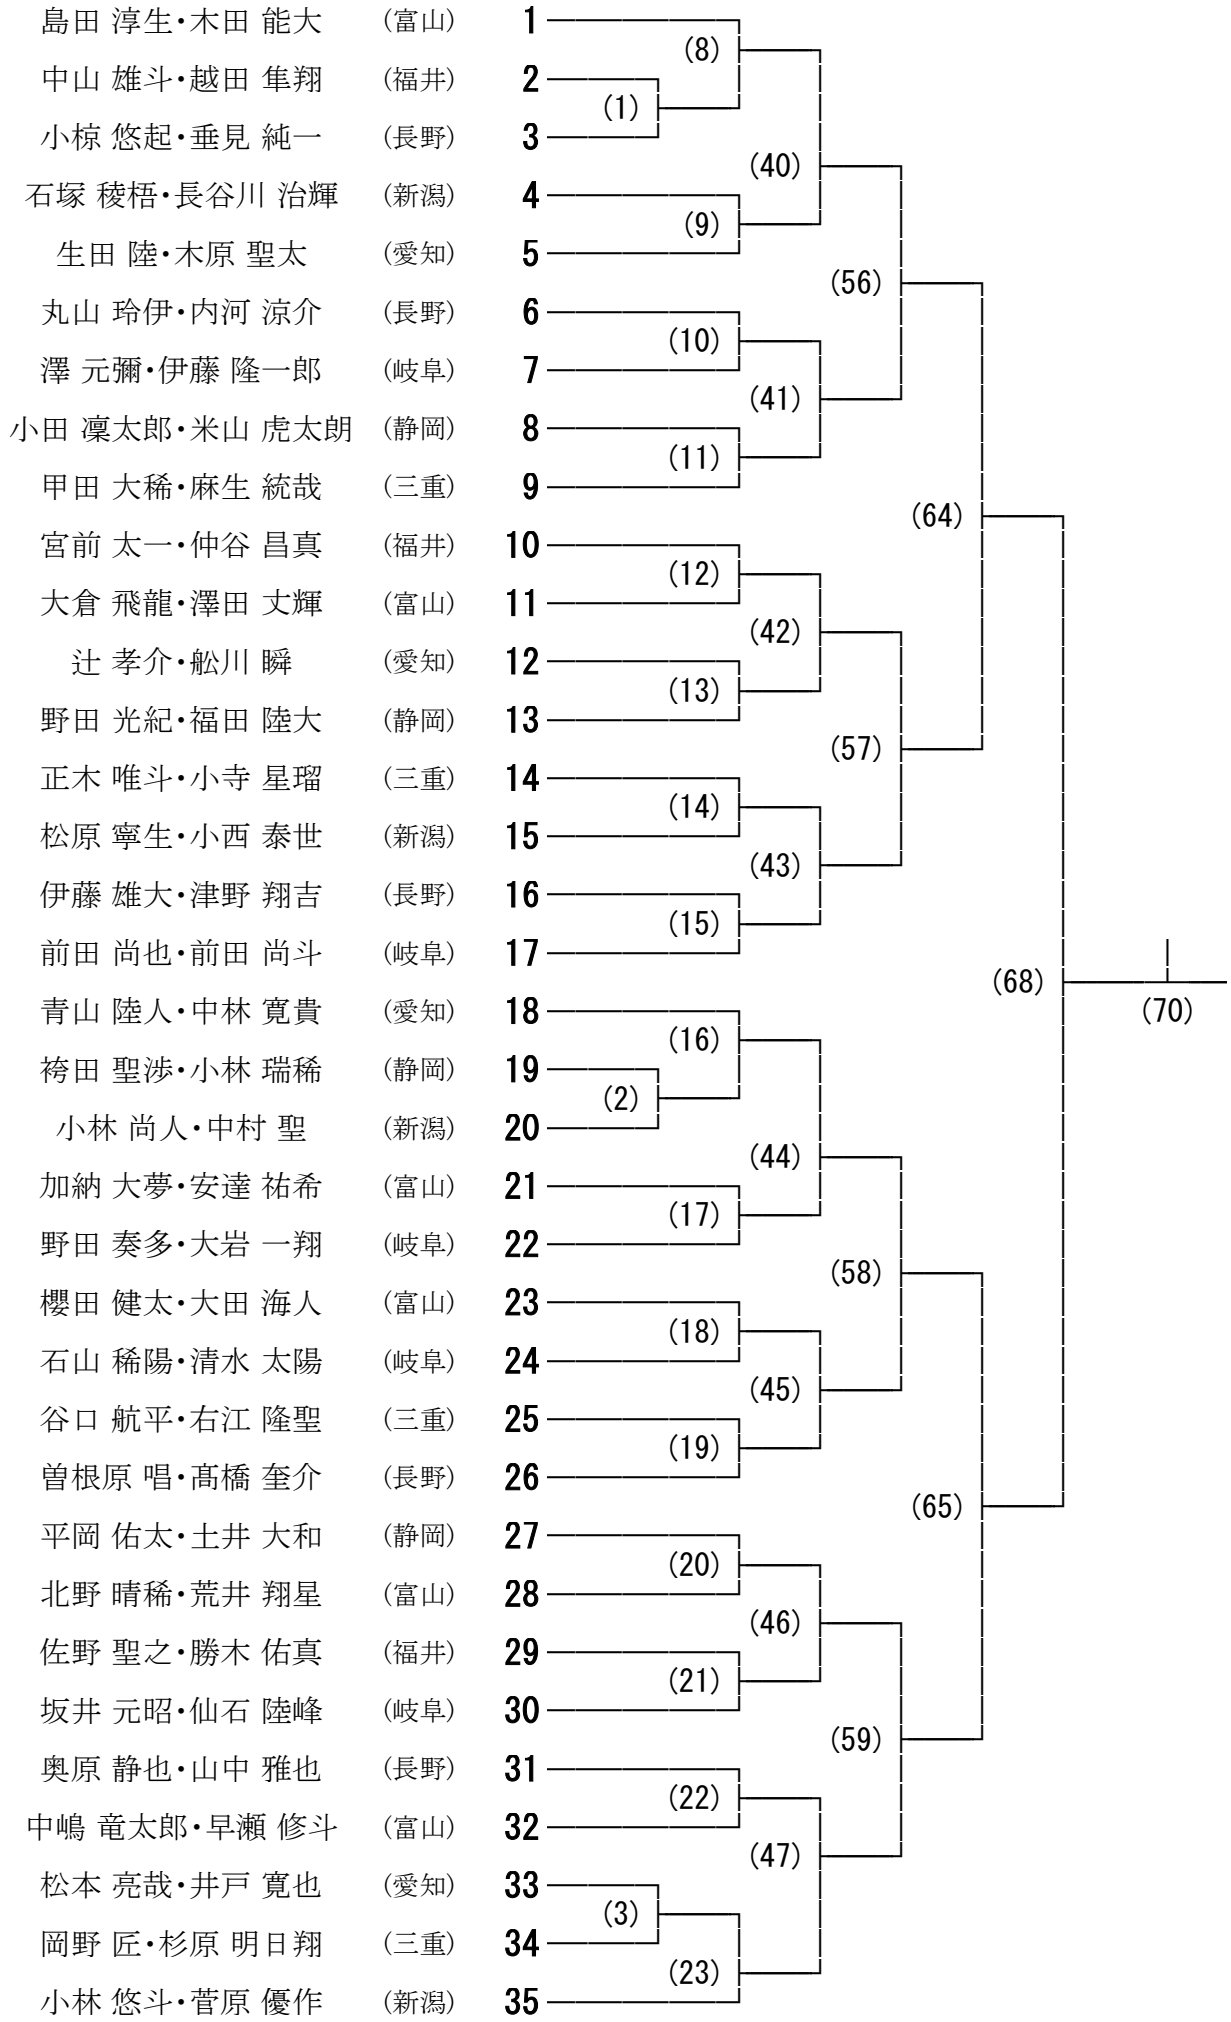 島田 淳生・木田 能大 (富山) 1
(8)
中山 雄斗・越田 隼翔 (福井) 2
(1)
小椋 悠起・垂見 純一 (長野) 3
(40)
石塚 稜梧・長谷川 治輝 (新潟) 4
(9)
生田 陸・木原 聖太 (愛知) 5
(56)
丸山 玲伊・内河 涼介 (長野) 6
(10)
澤 元彌・伊藤 隆一郎 (岐阜) 7
(41)
小田 凜太郎・米山 虎太朗 (静岡) 8
(11)
甲田 大稀・麻生 統哉 (三重) 9
(64)
宮前 太一・仲谷 昌真 (福井) 10
(12)
大倉 飛龍・澤田 丈輝 (富山) 11
(42)
辻 孝介・舩川 瞬 (愛知) 12
(13)
野田 光紀・福田 陸大 (静岡) 13
(57)
正木 唯斗・小寺 星瑠 (三重) 14
(14)
松原 寧生・小西 泰世 (新潟) 15
(43)
伊藤 雄大・津野 翔吉 (長野) 16
(15)
前田 尚也・前田 尚斗 (岐阜) 17
(68)
青山 陸人・中林 寛貴 (愛知) 18 (70)
(16)
袴田 聖渉・小林 瑞稀 (静岡) 19
(2)
小林 尚人・中村 聖 (新潟) 20
(44)
加納 大夢・安達 祐希 (富山) 21
(17)
野田 奏多・大岩 一翔 (岐阜) 22
(58)
櫻田 健太・大田 海人 (富山) 23
(18)
石山 稀陽・清水 太陽 (岐阜) 24
(45)
谷口 航平・右江 隆聖 (三重) 25
(19)
曽根原 唱・髙橋 奎介 (長野) 26
(65)
平岡 佑太・土井 大和 (静岡) 27
(20)
北野 晴稀・荒井 翔星 (富山) 28
(46)
佐野 聖之・勝木 佑真 (福井) 29
(21)
坂井 元昭・仙石 陸峰 (岐阜) 30
(59)
奥原 静也・山中 雅也 (長野) 31
(22)
中嶋 竜太郎・早瀬 修斗 (富山) 32
(47)
松本 亮哉・井戸 寛也 (愛知) 33
(3)
岡野 匠・杉原 明日翔 (三重) 34
(23)
小林 悠斗・菅原 優作 (新潟) 35